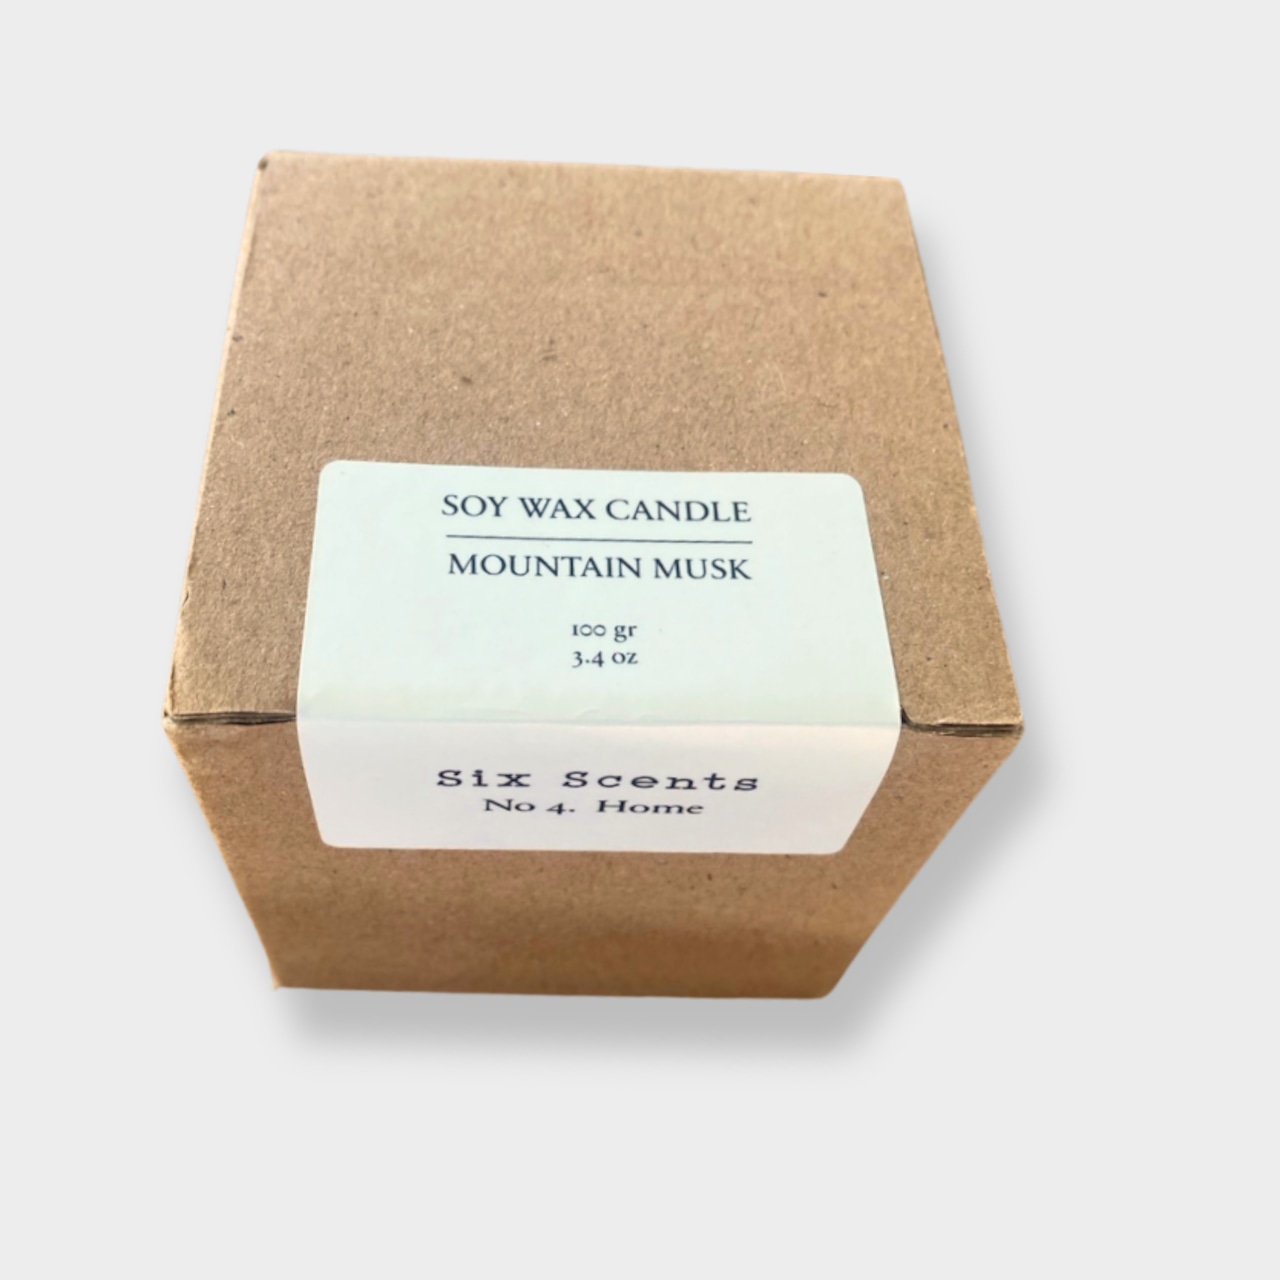 SOY WAX CANDLE
MOUNTAIN MUSK
100 gr
3.4 oz
Six Scents
No 4. Home